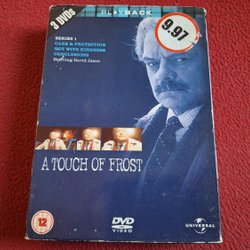 3 DVDs
PLAYBACK
9.97
SERIES 1
CARE & PROTECTION
NOT WITH KINDNESS
CONCLUSIONS
Starring David Jason
A TOUCH OF FROST
12
DVD
VIDEO
UNIVERSAL